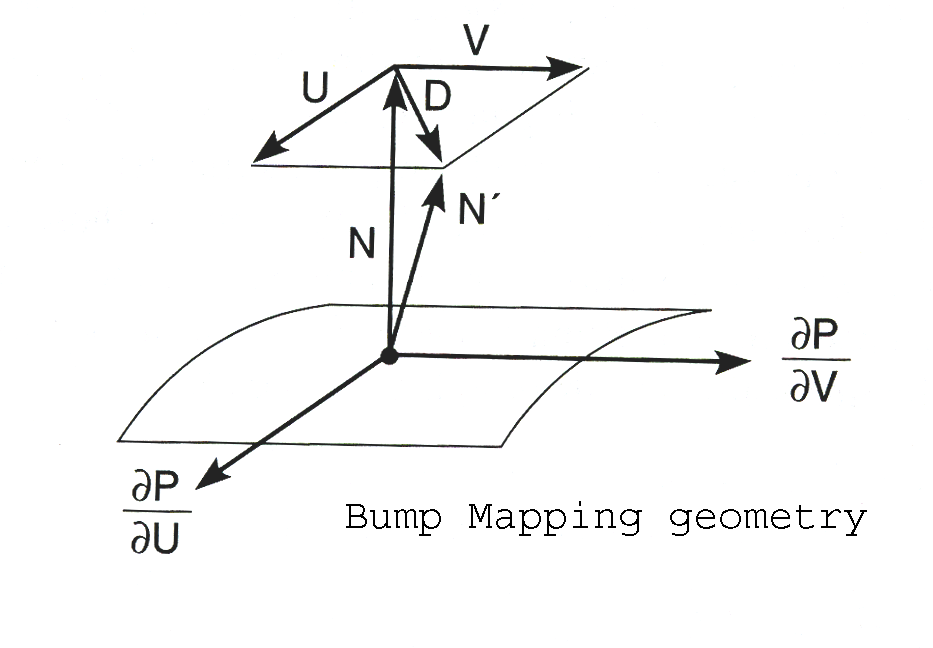 V
U
D
N´
N
∂P
∂V
∂P
∂U
Bump Mapping geometry